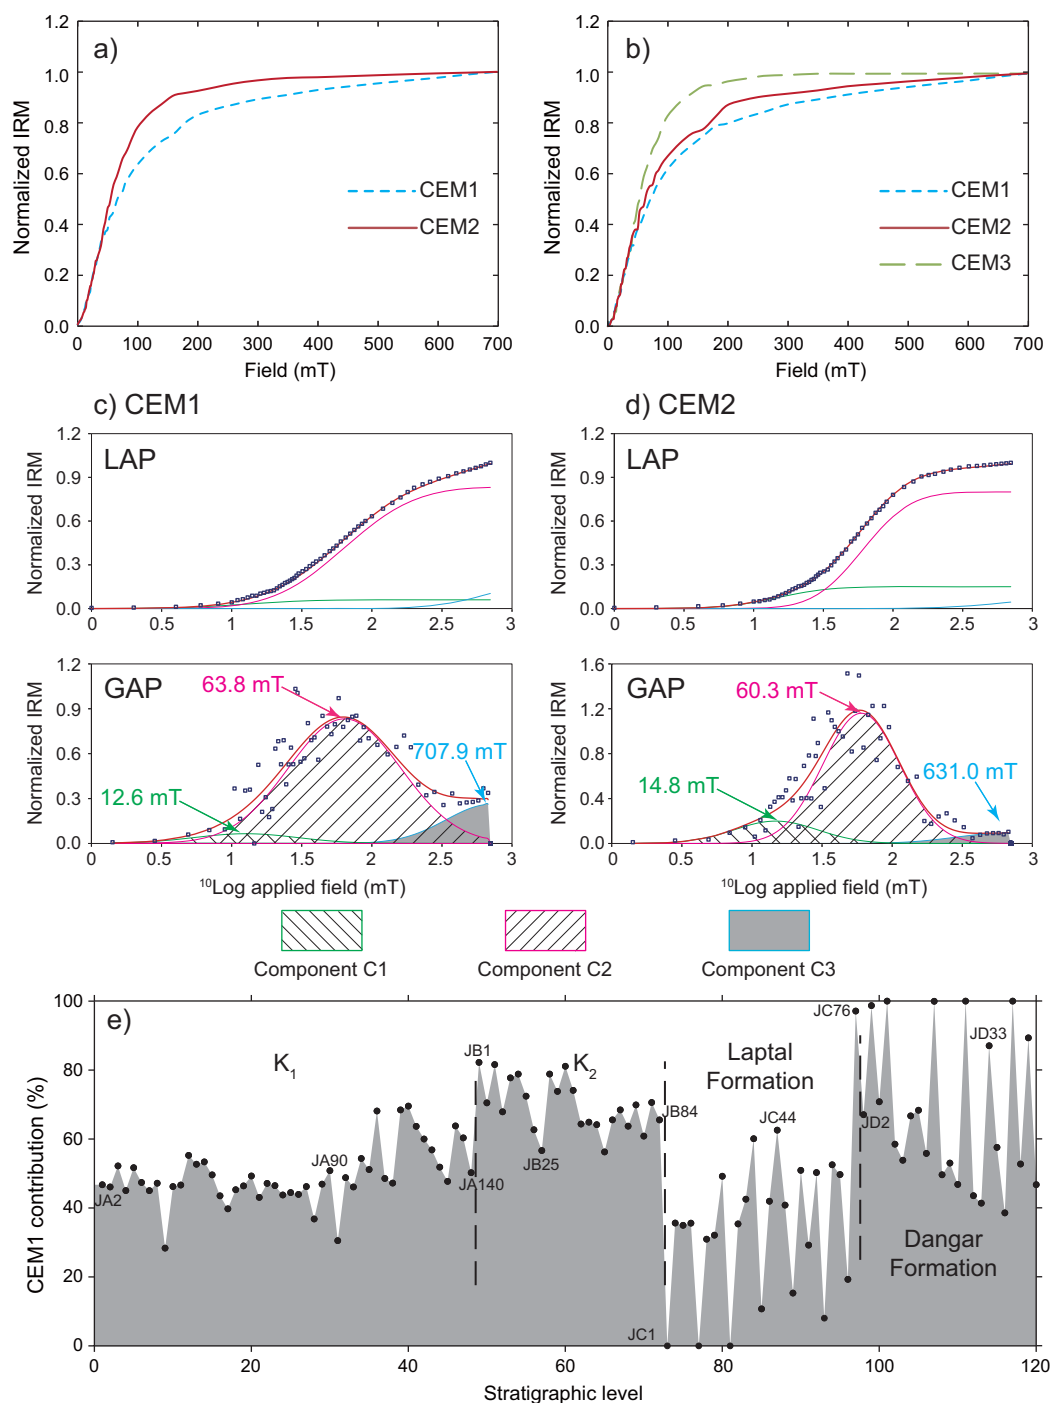 a)
1.2
1.0
0.8
0.6
0.4
0.2
0.0
Normalized IRM
CEM1
CEM2
0 100 200 300 400 500 600 700
Field (mT)
b)
1.2
1.0
0.8
0.6
0.4
0.2
0.0
Normalized IRM
CEM1
CEM2
CEM3
0 100 200 300 400 500 600 700
Field (mT)
c) CEM1
LAP
1.2
0.9
0.6
0.3
0.0
Normalized IRM
0 0.5 1 1.5 2 2.5 3
GAP
1.2
0.9
0.6
0.3
0.0
Normalized IRM
63.8 mT
707.9 mT
12.6 mT
0 0.5 1 1.5 2 2.5 3
¹⁰Log applied field (mT)
d) CEM2
LAP
1.2
0.9
0.6
0.3
0.0
Normalized IRM
0 0.5 1 1.5 2 2.5 3
GAP
1.6
1.2
0.8
0.4
0.0
Normalized IRM
60.3 mT
631.0 mT
14.8 mT
0 0.5 1 1.5 2 2.5 3
¹⁰Log applied field (mT)
Component C1
Component C2
Component C3
e)
100
80
60
40
20
0
CEM1 contribution (%)
K₁
K₂
Laptal
Formation
Dangar
Formation
JA2
JA90
JA140
JB1
JB25
JB84
JC1
JC44
JC76
JD2
JD33
0 20 40 60 80 100 120
Stratigraphic level